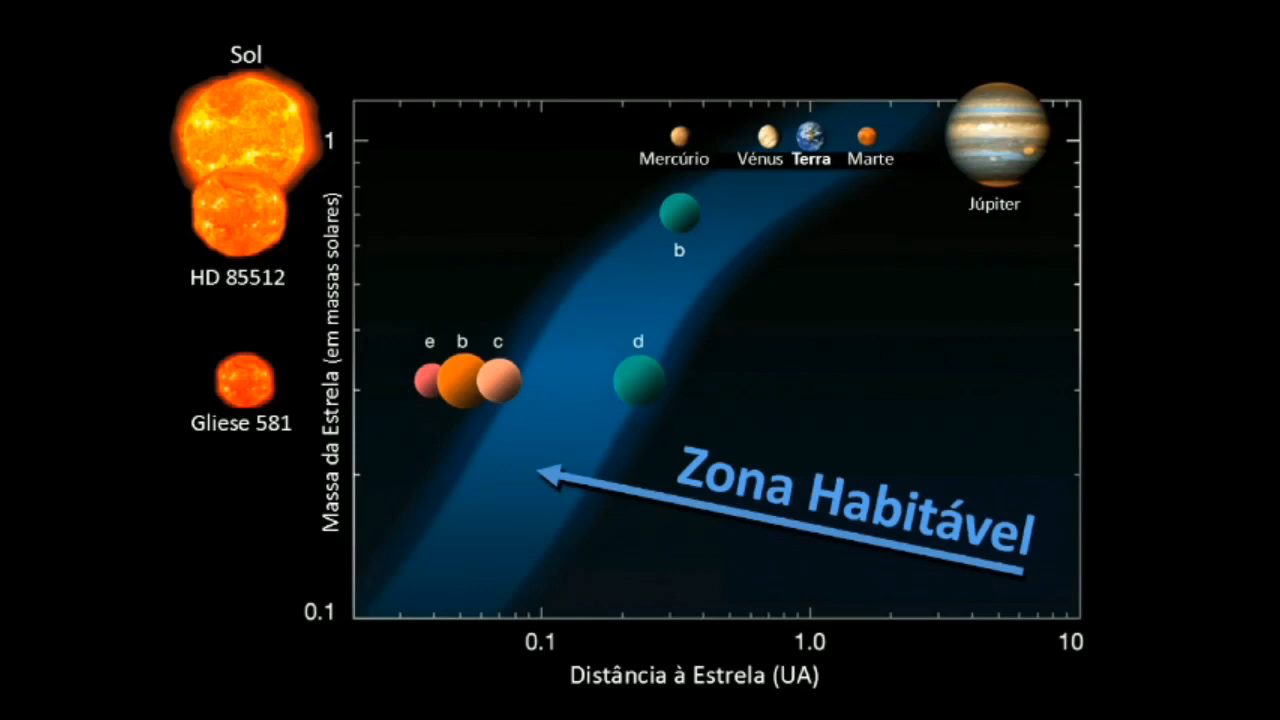 Sol
1
Mercúrio
Vénus
Terra
Marte
Júpiter
b
HD 85512
Massa da Estrela (em massas solares)
e
b
c
d
Gliese 581
Zona Habitável
0.1
0.1
1.0
10
Distância à Estrela (UA)